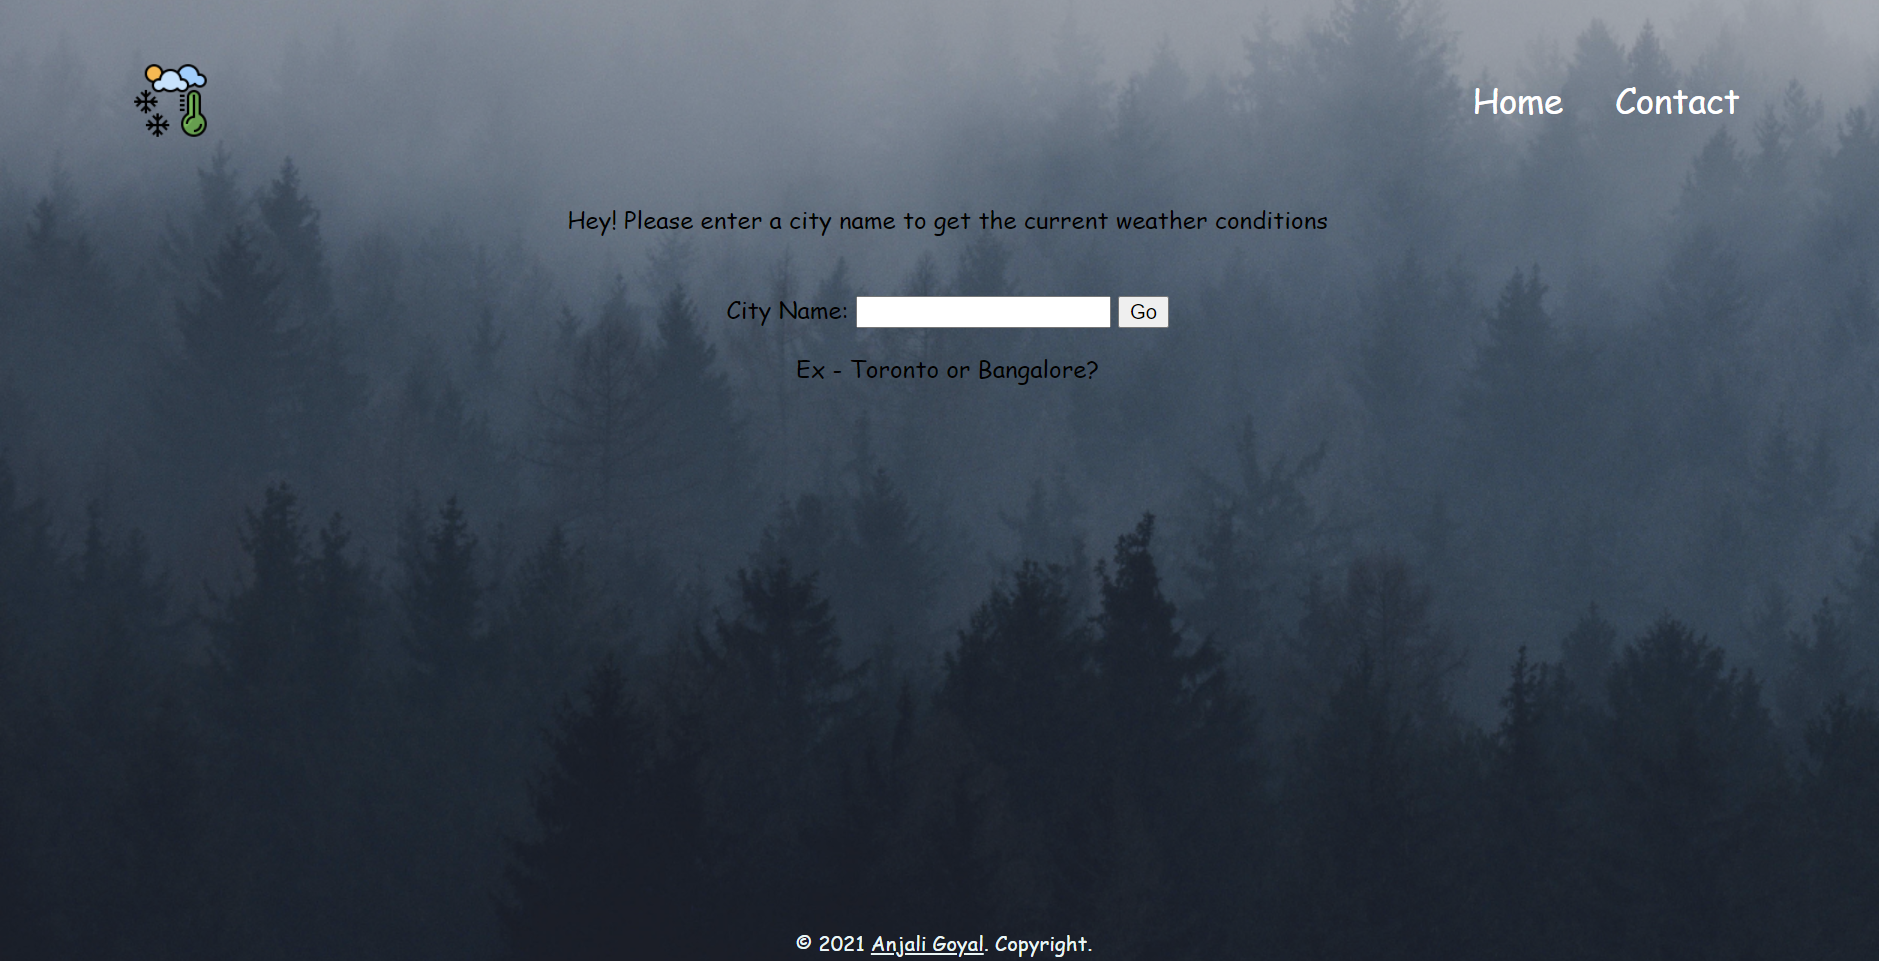 Home Contact
Hey! Please enter a city name to get the current weather conditions
City Name: Go
Ex - Toronto or Bangalore?
© 2021 Anjali Goyal. Copyright.